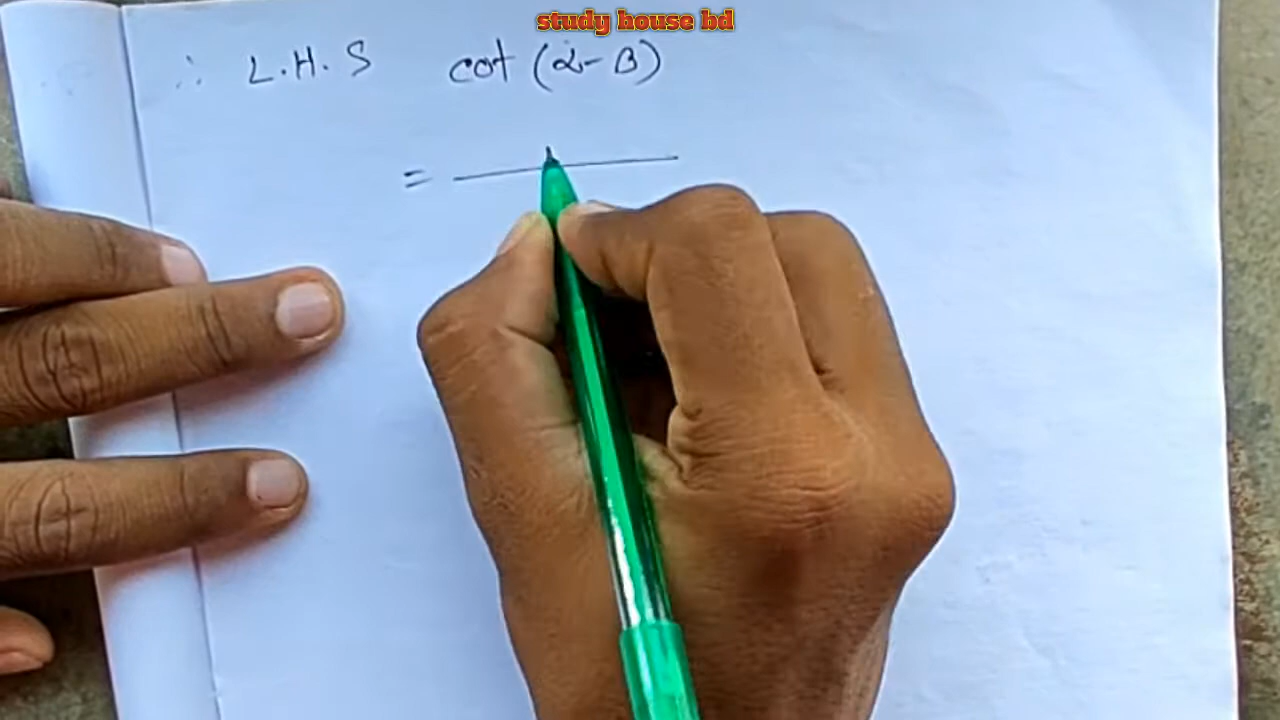 study house bd
∴ L.H.S cot (α-β)
=